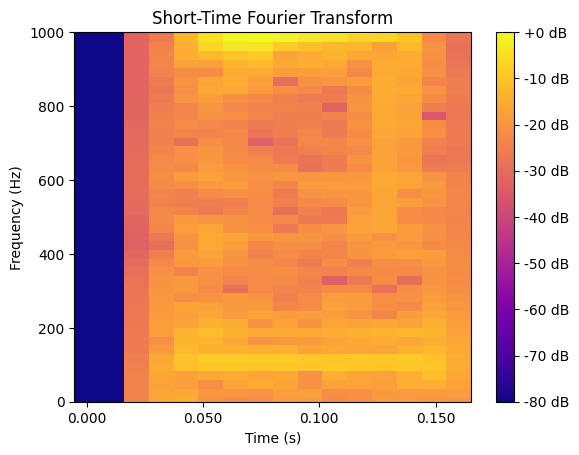 Short-Time Fourier Transform
1000
800
600
400
200
0
Frequency (Hz)
0.000
0.050
0.100
0.150
Time (s)
+0 dB
-10 dB
-20 dB
-30 dB
-40 dB
-50 dB
-60 dB
-70 dB
-80 dB